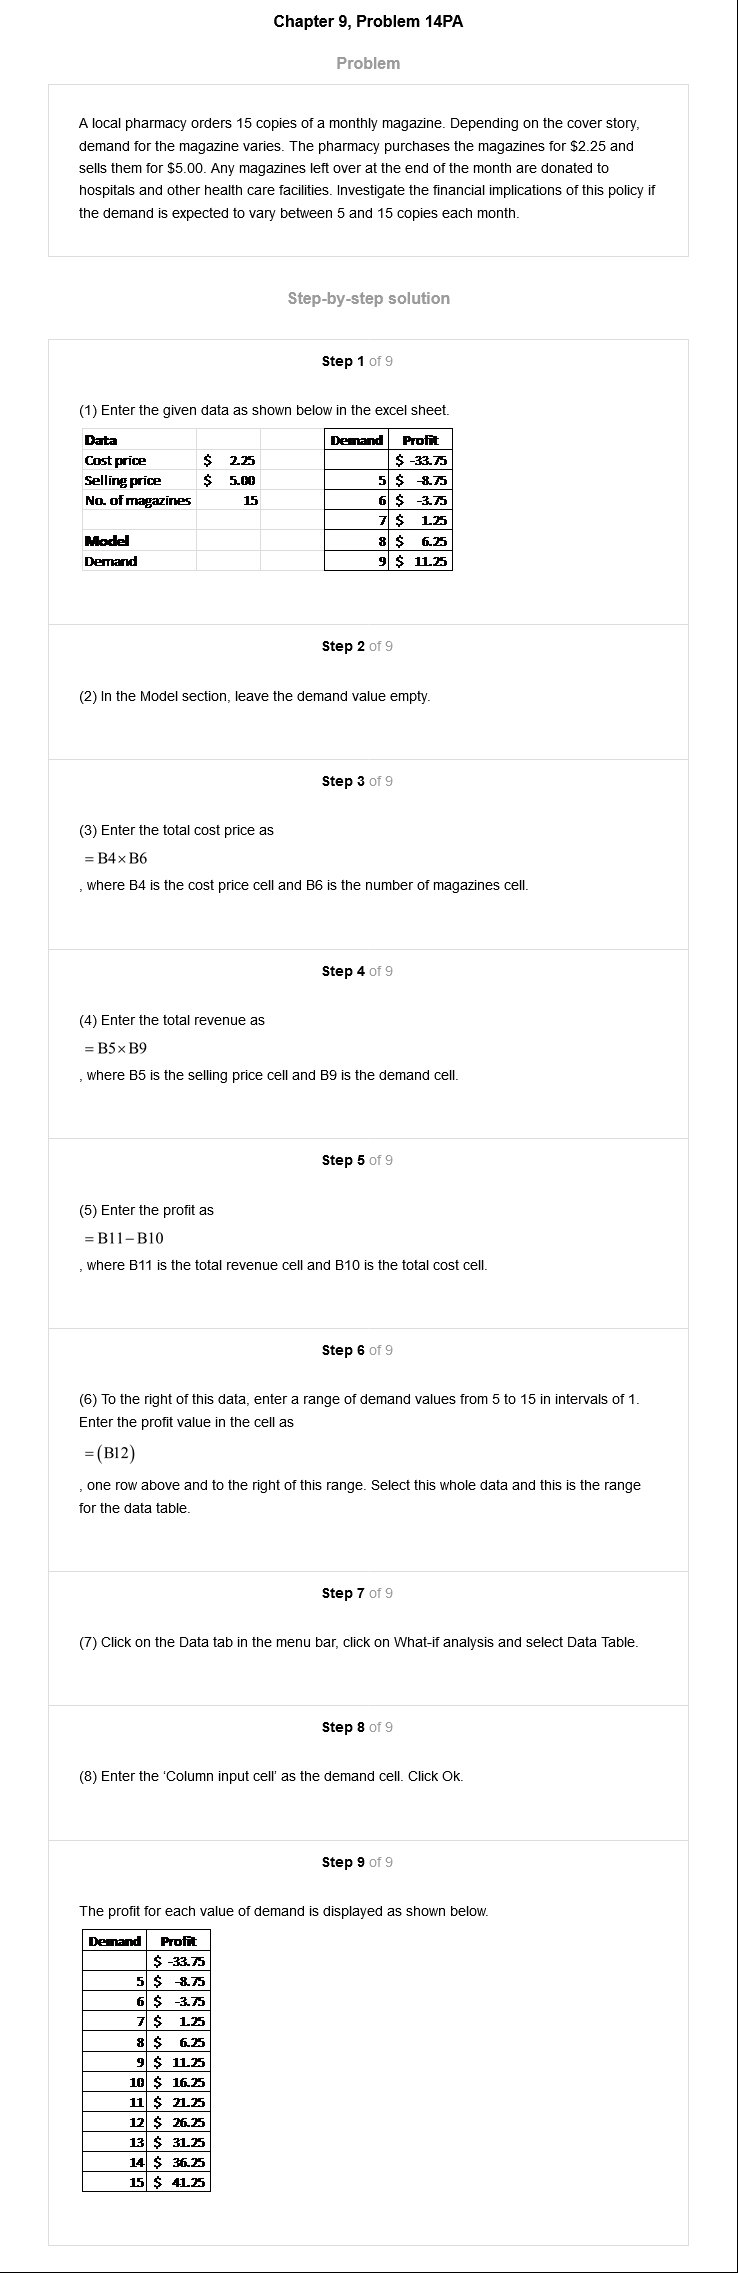 Chapter 9, Problem 14PA
Problem
A local pharmacy orders 15 copies of a monthly magazine. Depending on the cover story,
demand for the magazine varies. The pharmacy purchases the magazines for $2.25 and
sells them for $5.00. Any magazines left over at the end of the month are donated to
hospitals and other health care facilities. Investigate the financial implications of this policy if
the demand is expected to vary between 5 and 15 copies each month.
Step-by-step solution
Step 1 of 9
(1) Enter the given data as shown below in the excel sheet.
Data Demand Profit
Cost price $ 2.25 $ -33.75
Selling price $ 5.00 5 $ -8.75
No. of magazines 15 6 $ -3.75
7 $ 1.25
Model 8 $ 6.25
Demand 9 $ 11.25
Step 2 of 9
(2) In the Model section, leave the demand value empty.
Step 3 of 9
(3) Enter the total cost price as
= B4×B6
, where B4 is the cost price cell and B6 is the number of magazines cell.
Step 4 of 9
(4) Enter the total revenue as
= B5×B9
, where B5 is the selling price cell and B9 is the demand cell.
Step 5 of 9
(5) Enter the profit as
= B11−B10
, where B11 is the total revenue cell and B10 is the total cost cell.
Step 6 of 9
(6) To the right of this data, enter a range of demand values from 5 to 15 in intervals of 1.
Enter the profit value in the cell as
=(B12)
, one row above and to the right of this range. Select this whole data and this is the range
for the data table.
Step 7 of 9
(7) Click on the Data tab in the menu bar, click on What-if analysis and select Data Table.
Step 8 of 9
(8) Enter the ‘Column input cell’ as the demand cell. Click Ok.
Step 9 of 9
The profit for each value of demand is displayed as shown below.
Demand Profit
$ -33.75
5 $ -8.75
6 $ -3.75
7 $ 1.25
8 $ 6.25
9 $ 11.25
10 $ 16.25
11 $ 21.25
12 $ 26.25
13 $ 31.25
14 $ 36.25
15 $ 41.25